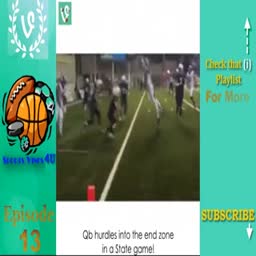 Sports Vines 4U
Episode
13
Qb hurdles into the end zone
in a State game!
Check that (i)
Playlist
For More
SUBSCRIBE